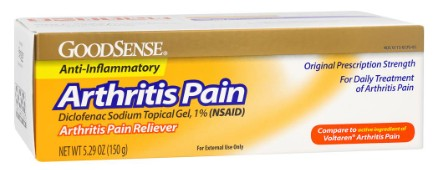 GOODSENSE®
Anti-Inflammatory
Arthritis Pain
Diclofenac Sodium Topical Gel, 1% (NSAID)
Arthritis Pain Reliever
NET WT 5.29 OZ (150 g)
For External Use Only
Original Prescription Strength
For Daily Treatment
of Arthritis Pain
Compare to active ingredient of
Voltaren® Arthritis Pain